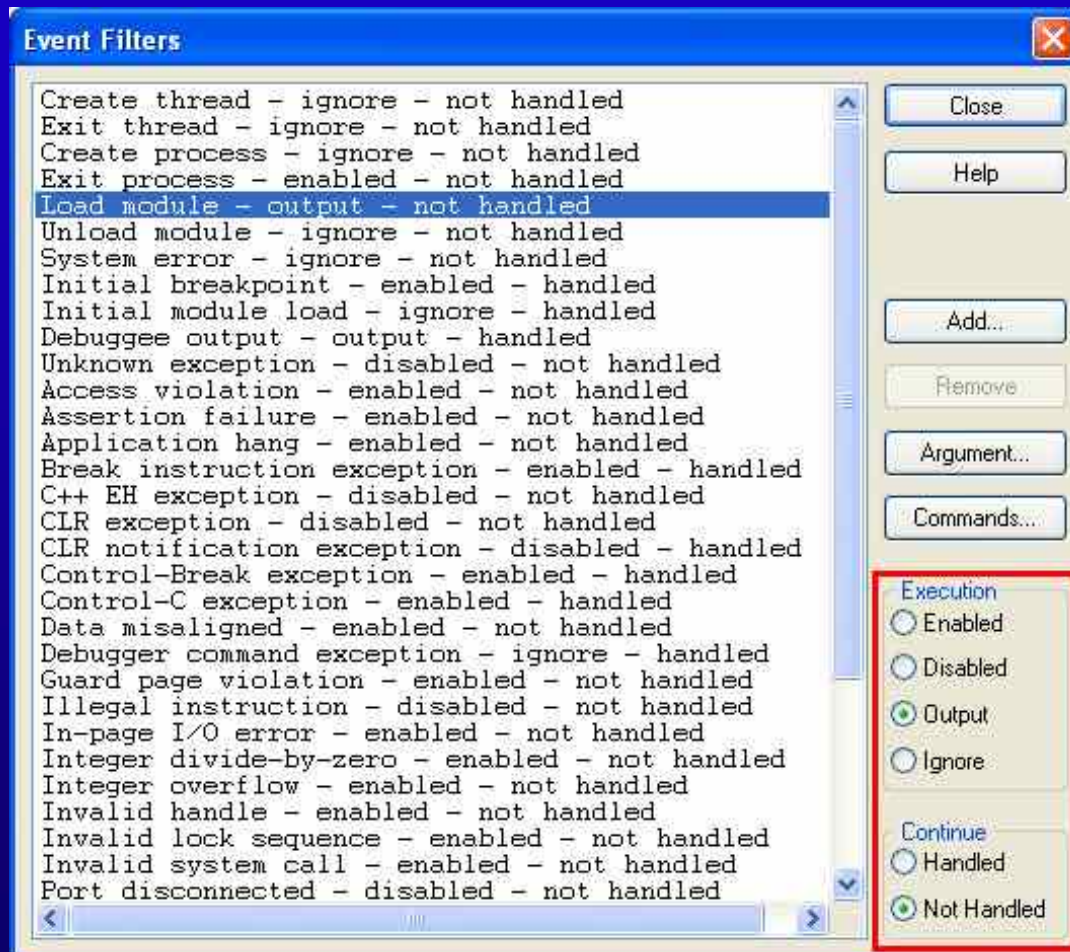 Event Filters
Create thread - ignore - not handled
Exit thread - ignore - not handled
Create process - ignore - not handled
Exit process - enabled - not handled
Load module - output - not handled
Unload module - ignore - not handled
System error - ignore - not handled
Initial breakpoint - enabled - handled
Initial module load - ignore - handled
Debuggee output - output - handled
Unknown exception - disabled - not handled
Access violation - enabled - not handled
Assertion failure - enabled - not handled
Application hang - enabled - not handled
Break instruction exception - enabled - handled
C++ EH exception - disabled - not handled
CLR exception - disabled - not handled
CLR notification exception - disabled - handled
Control-Break exception - enabled - handled
Control-C exception - enabled - handled
Data misaligned - enabled - not handled
Debugger command exception - ignore - handled
Guard page violation - enabled - not handled
Illegal instruction - disabled - not handled
In-page I/O error - enabled - not handled
Integer divide-by-zero - enabled - not handled
Integer overflow - enabled - not handled
Invalid handle - enabled - not handled
Invalid lock sequence - enabled - not handled
Invalid system call - enabled - not handled
Port disconnected - disabled - not handled
Close
Help
Add...
Remove
Argument...
Commands...
Execution
Enabled
Disabled
Output
Ignore
Continue
Handled
Not Handled